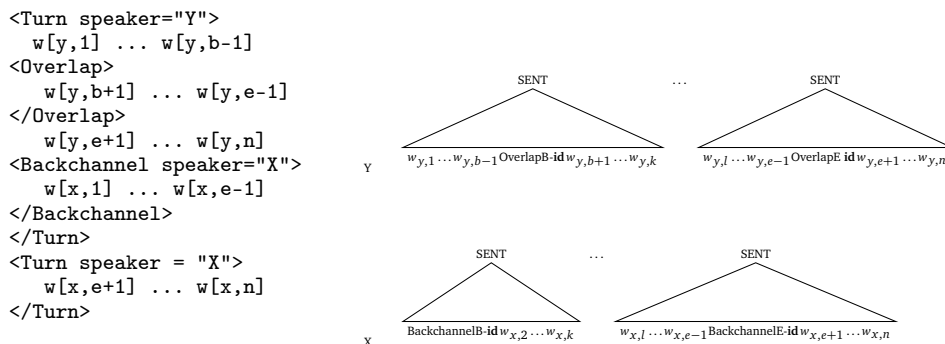 <Turn speaker="Y">
w[y,1] ... w[y,b-1]
<Overlap>
w[y,b+1] ... w[y,e-1]
</Overlap>
w[y,e+1] ... w[y,n]
<Backchannel speaker="X">
w[x,1] ... w[x,e-1]
</Backchannel>
</Turn>
<Turn speaker = "X">
w[x,e+1] ... w[x,n]
</Turn>
SENT ... SENT
Y w_{y,1} ...w_{y,b−1}OverlapB-id w_{y,b+1} ...w_{y,k} w_{y,l} ...w_{y,e−1}OverlapE id w_{y,e+1} ...w_{y,n}
SENT ... SENT
X BackchannelB-id w_{x,2} ...w_{x,k} w_{x,l} ...w_{x,e−1}BackchannelE-id w_{x,e+1} ...w_{x,n}